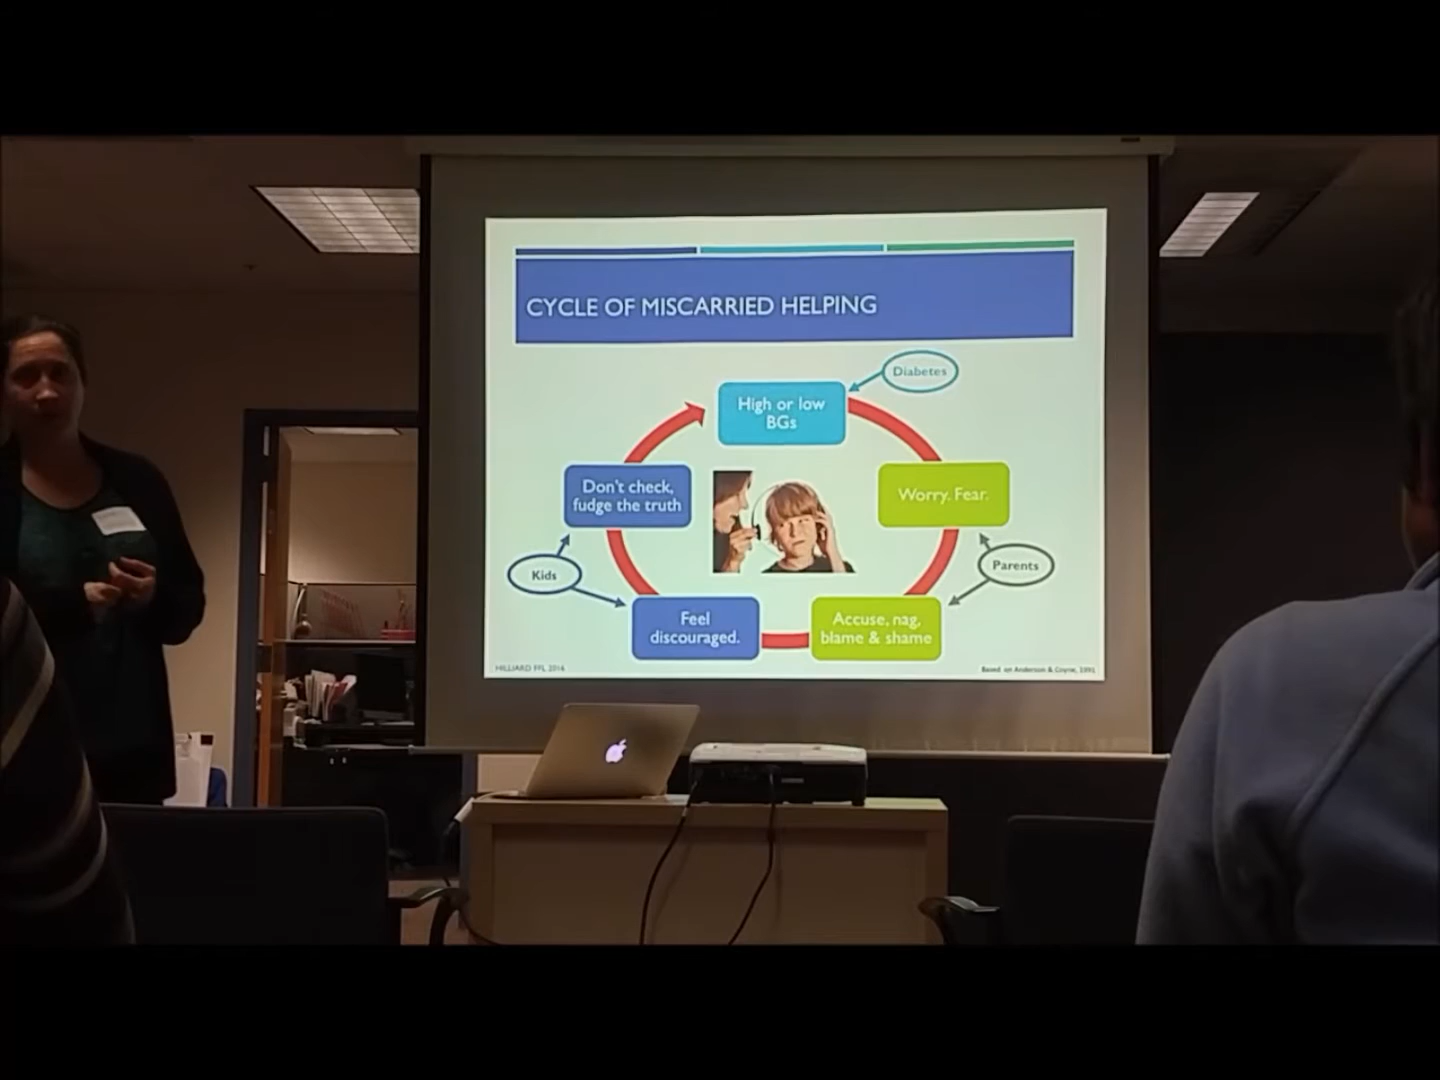 CYCLE OF MISCARRIED HELPING
Diabetes
High or low
BGs
Don't check,
fudge the truth
Worry. Fear.
Kids
Parents
Feel
discouraged.
Accuse, nag,
blame & shame
HILLIARD FFL 2016
Based on Anderson & Coyne, 1991